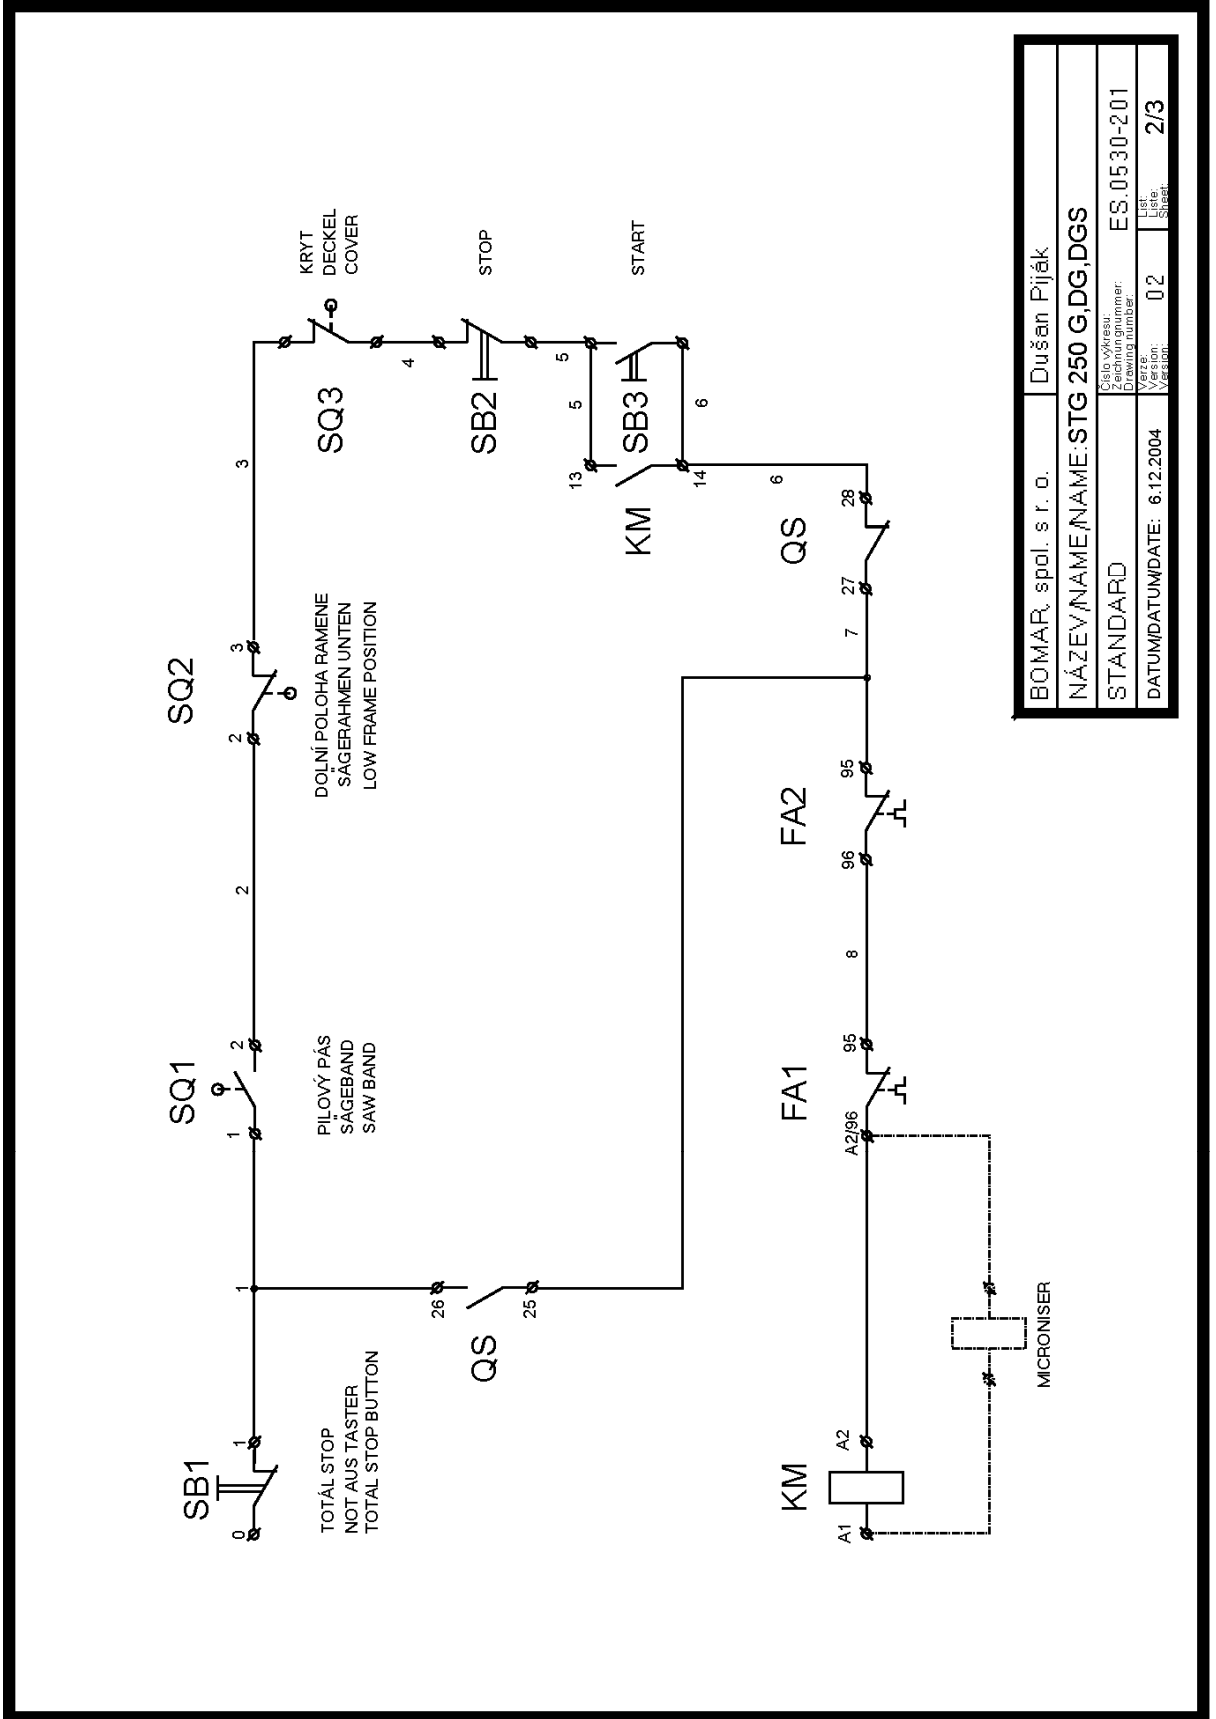 SB1
0
1
TOTÁL STOP
NOT AUS TASTER
TOTAL STOP BUTTON
1
26
QS
25
SQ1
1
2
PILOVÝ PÁS
SÄGEBAND
SAW BAND
2
SQ2
2
3
DOLNÍ POLOHA RAMENE
SÄGERAHMEN UNTEN
LOW FRAME POSITION
3
SQ3
KRYT
DECKEL
COVER
4
SB2
STOP
5
5
SB3
START
13
KM
14
6
6
QS
28
27
7
FA2
95
96
8
FA1
95
A2/96
KM
A2
A1
MICRONISER
BOMAR, spol. s r. o.
Dušan Piják
NÁZEV/NAME/NAME:STG 250 G,DG,DGS
STANDARD
Číslo výkresu:
Zeichnungnummer:
Drawing number:
ES.0530-201
DATUM/DATUM/DATE: 6.12.2004
Verze:
Version:
Version:
02
List:
Liste:
Sheet:
2/3